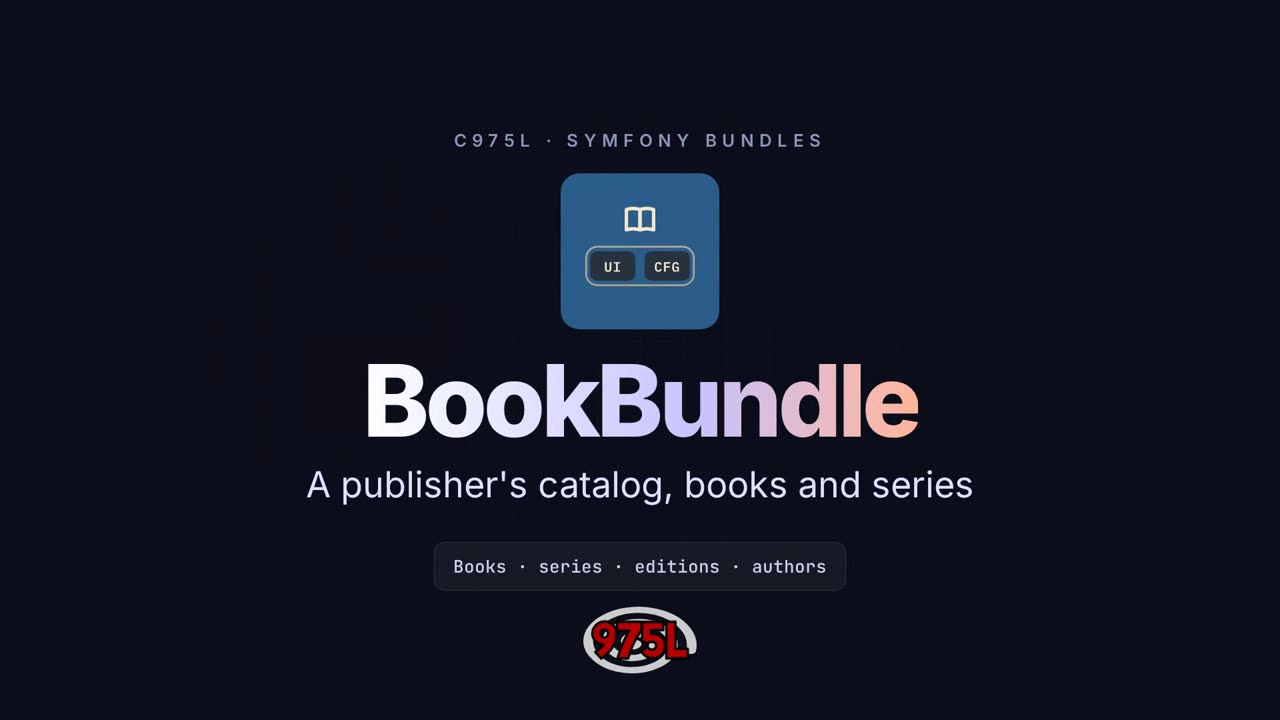 C975L · SYMFONY BUNDLES
UI CFG
BookBundle
A publisher's catalog, books and series
Books · series · editions · authors
975L